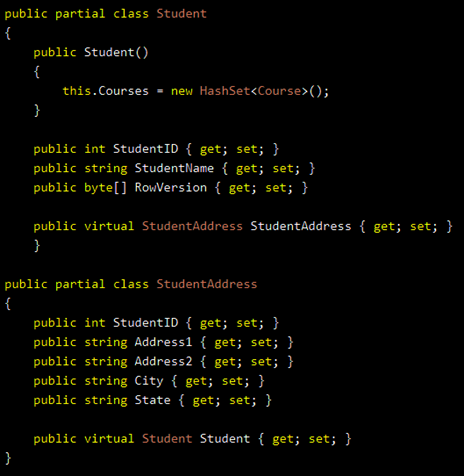 public partial class Student
{
    public Student()
    {
        this.Courses = new HashSet<Course>();
    }

    public int StudentID { get; set; }
    public string StudentName { get; set; }
    public byte[] RowVersion { get; set; }

    public virtual StudentAddress StudentAddress { get; set; }
    }

public partial class StudentAddress
{
    public int StudentID { get; set; }
    public string Address1 { get; set; }
    public string Address2 { get; set; }
    public string City { get; set; }
    public string State { get; set; }

    public virtual Student Student { get; set; }
}